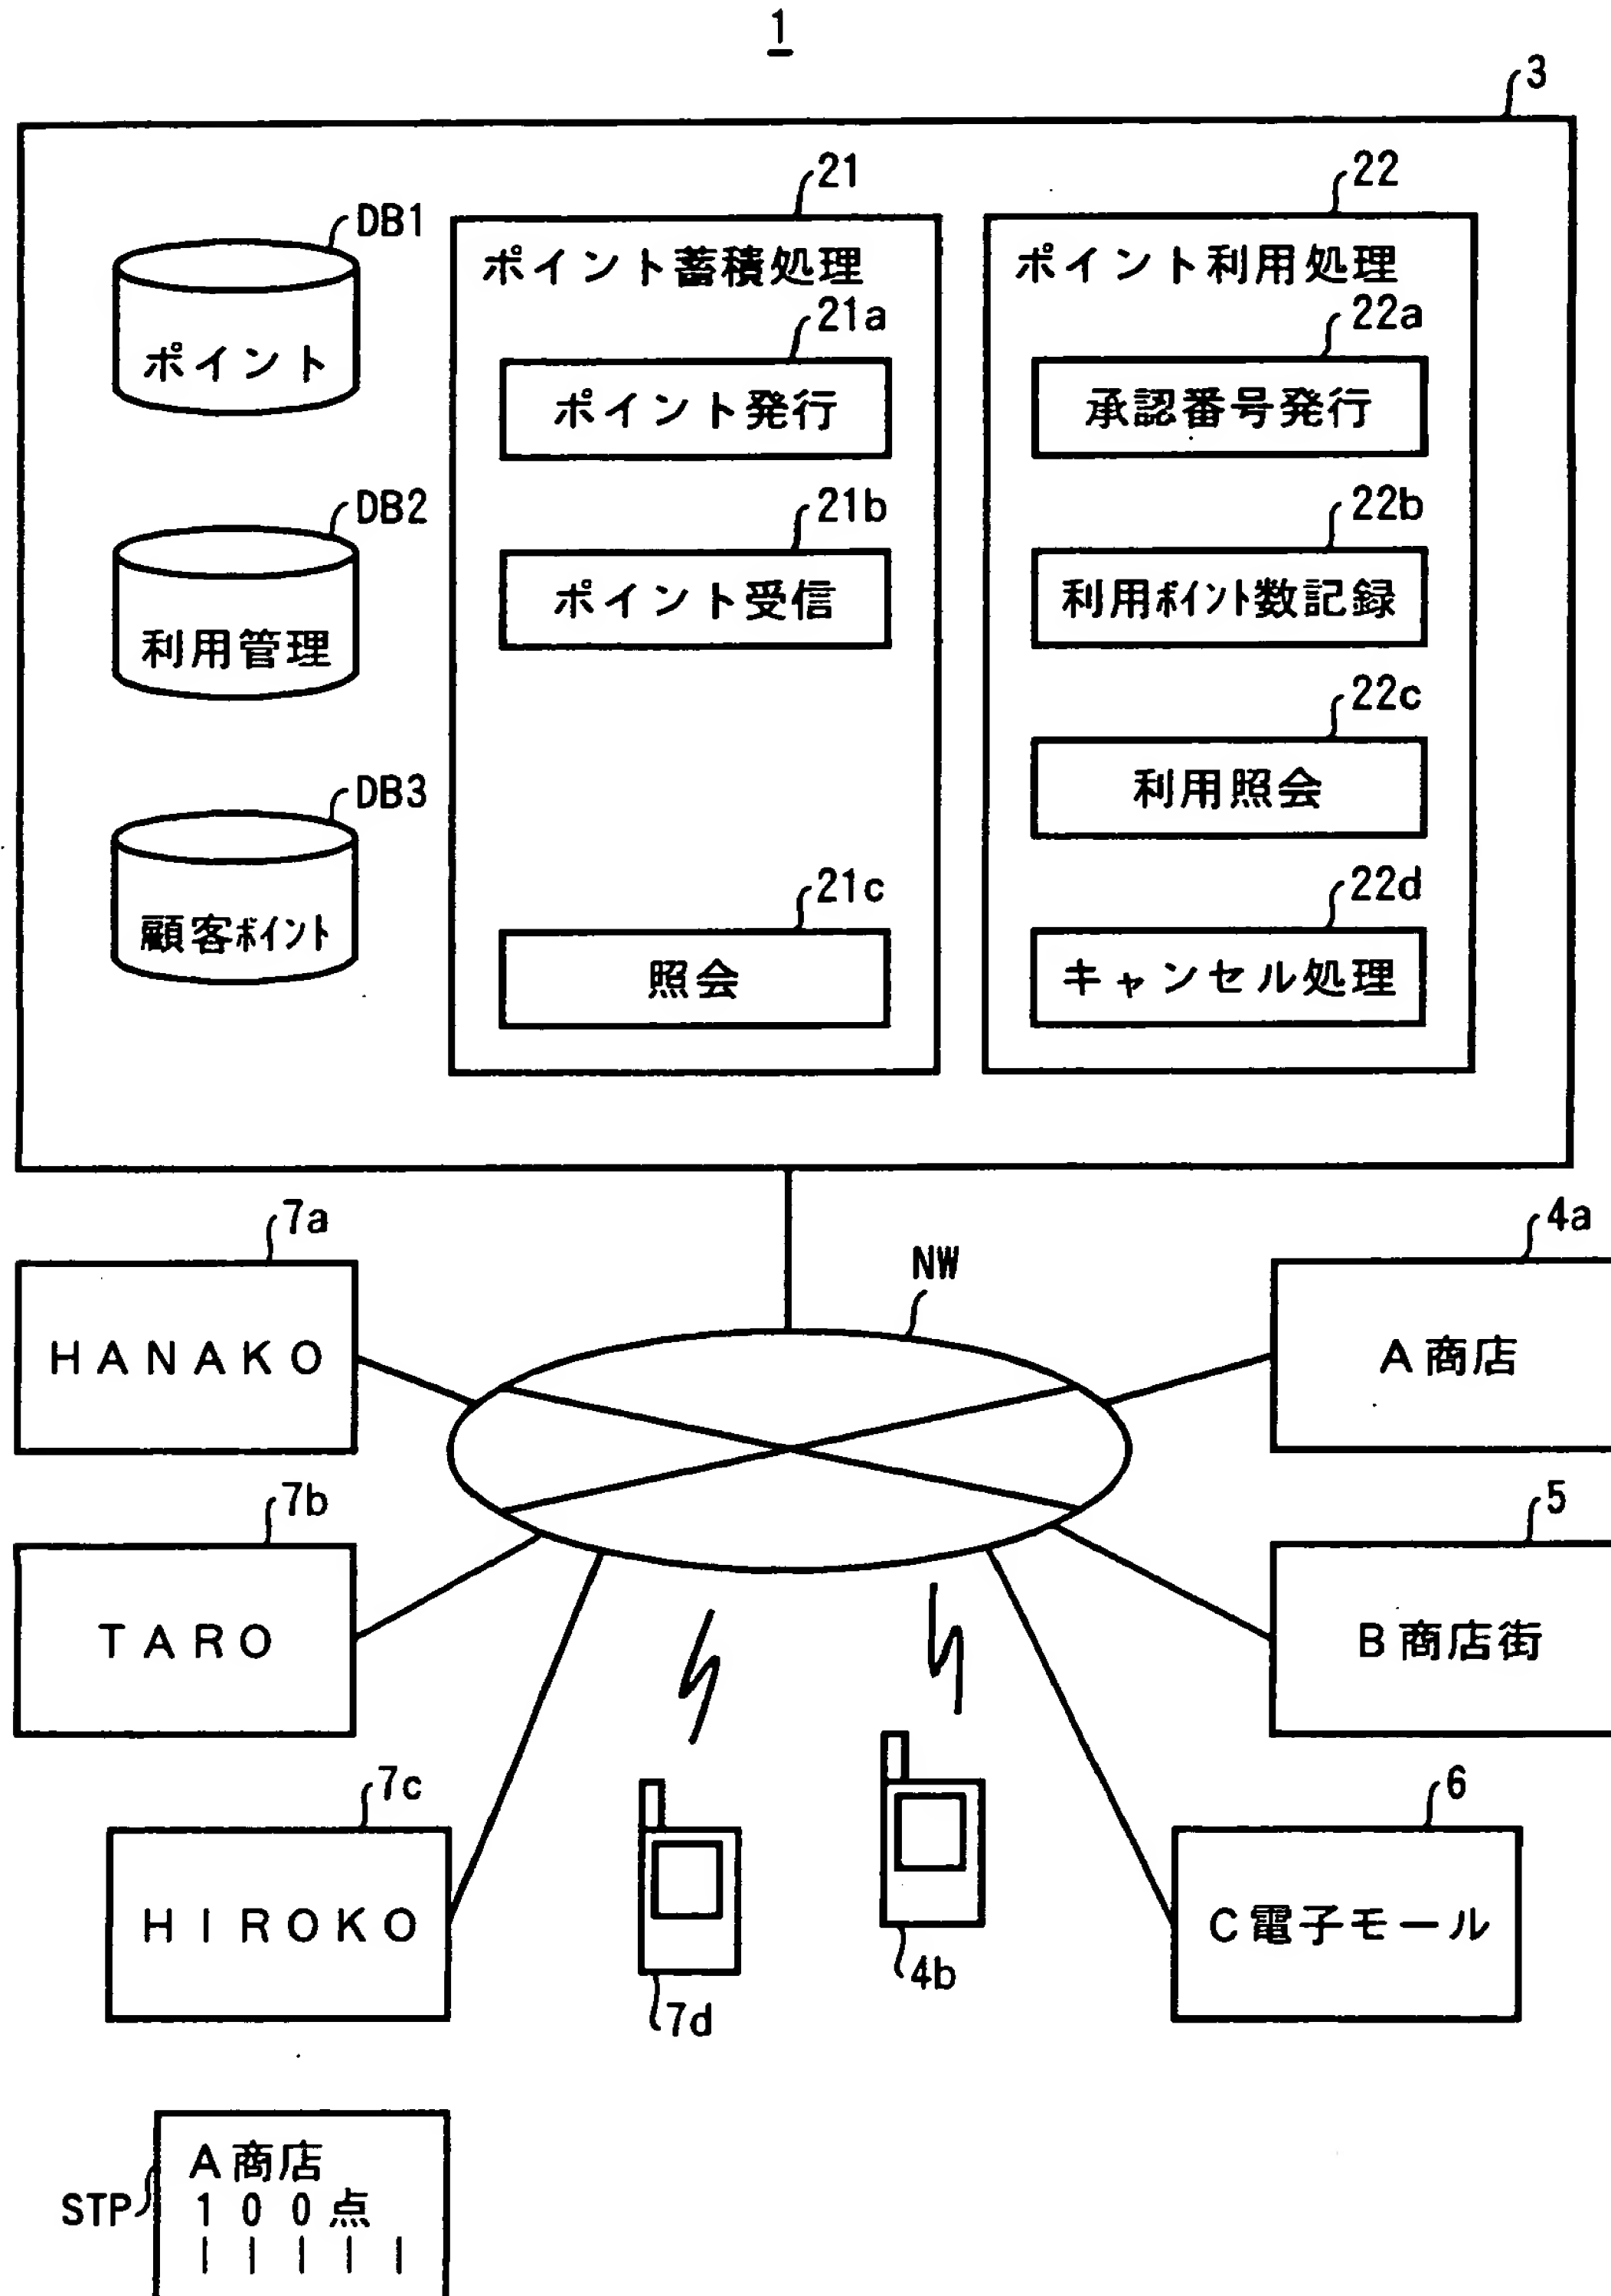 1
3
DB1
ポイント
DB2
利用管理
DB3
顧客ポイント
21
ポイント蓄積処理
21a
ポイント発行
21b
ポイント受信
21c
照会
22
ポイント利用処理
22a
承認番号発行
22b
利用ポイント数記録
22c
利用照会
22d
キャンセル処理
7a
HANAKO
NW
4a
A商店
7b
TARO
5
B商店街
7c
HIROKO
7d
4b
6
C電子モール
STP
A商店
100点
| | | | |